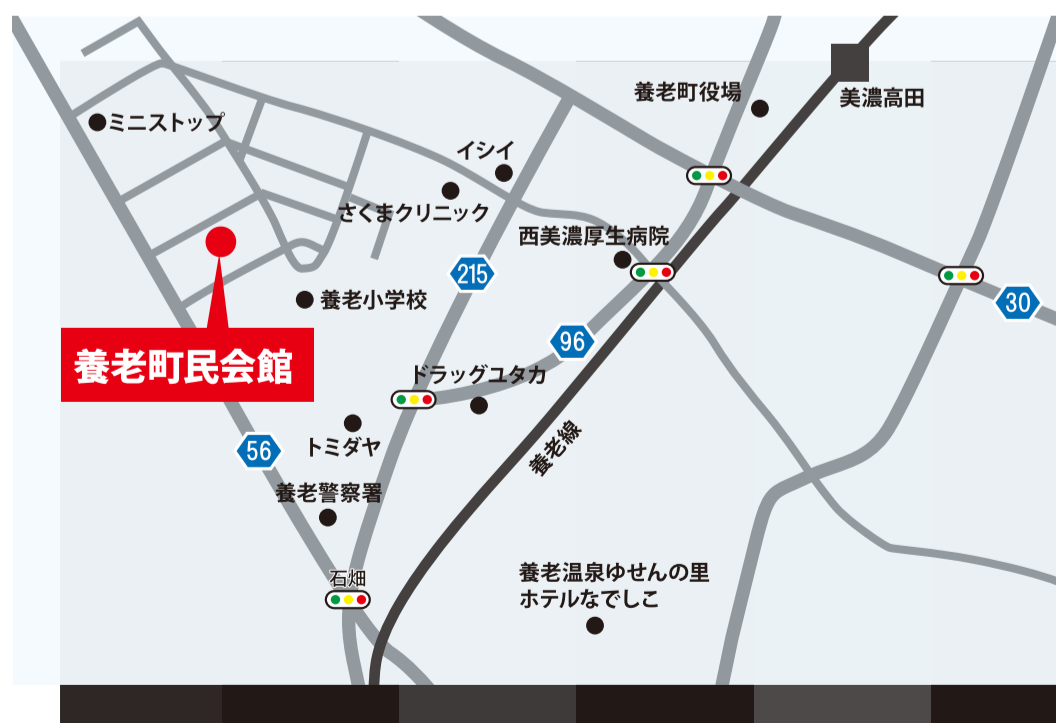 養老町役場
美濃高田
ミニストップ
イシイ
さくまクリニック
西美濃厚生病院
215
養老小学校
30
96
養老町民会館
ドラッグユタカ
トミダヤ
56
養老線
養老警察署
石畑
養老温泉ゆせんの里
ホテルなでしこ